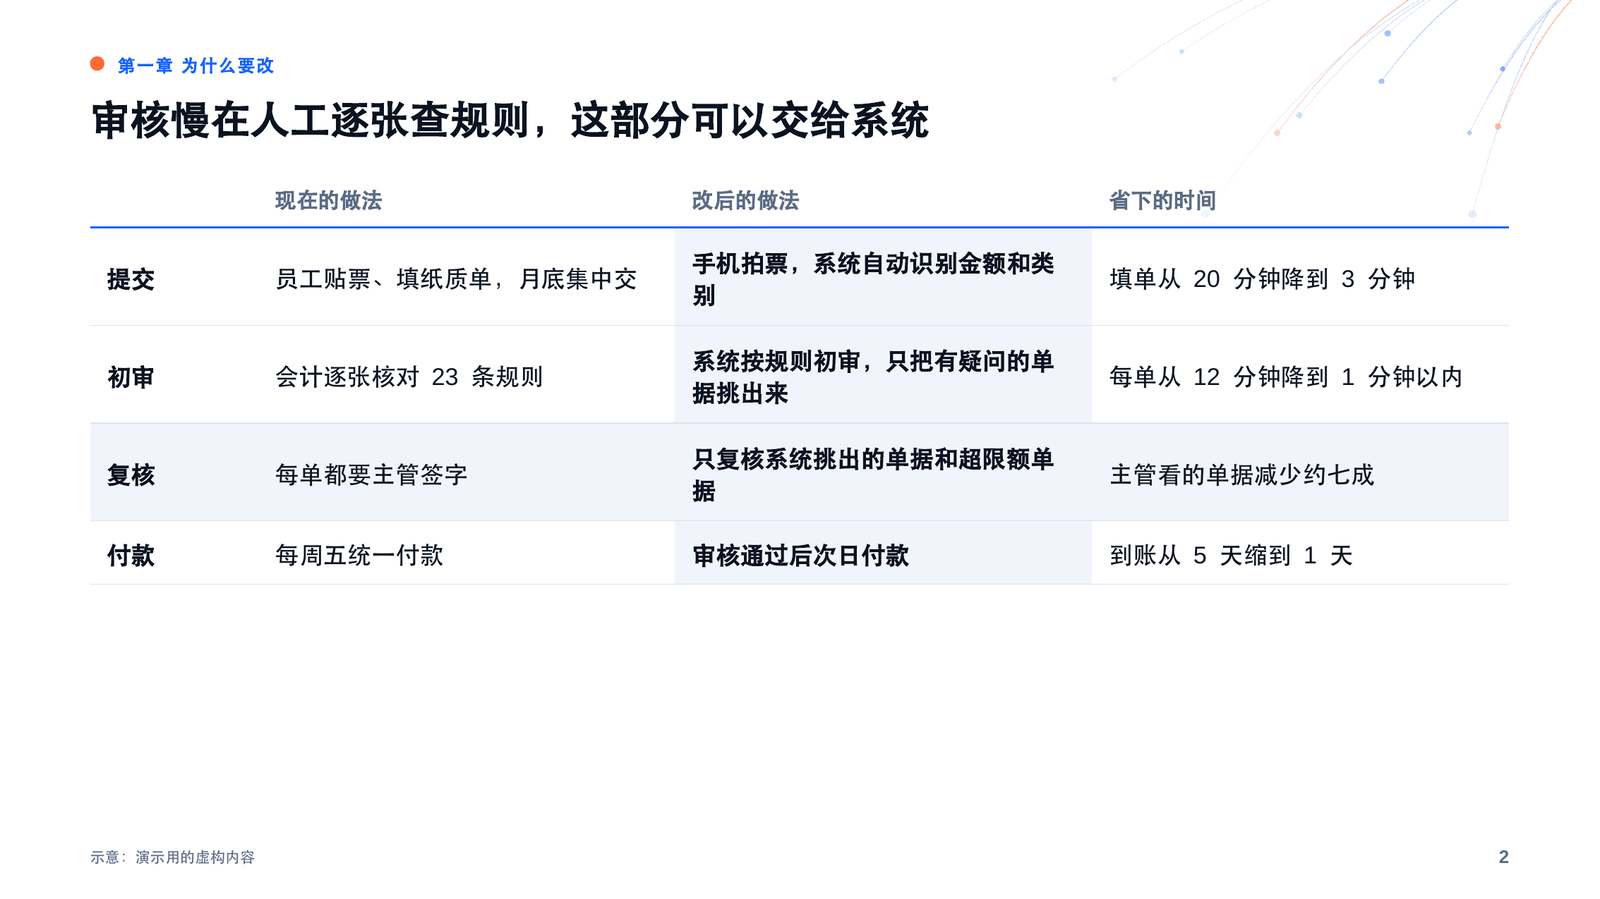 第一章 为什么要改
审核慢在人工逐张查规则，这部分可以交给系统
现在的做法
改后的做法
省下的时间
提交
员工贴票、填纸质单，月底集中交
手机拍票，系统自动识别金额和类
别
填单从 20 分钟降到 3 分钟
初审
会计逐张核对 23 条规则
系统按规则初审，只把有疑问的单
据挑出来
每单从 12 分钟降到 1 分钟以内
复核
每单都要主管签字
只复核系统挑出的单据和超限额单
据
主管看的单据减少约七成
付款
每周五统一付款
审核通过后次日付款
到账从 5 天缩到 1 天
示意：演示用的虚构内容
2